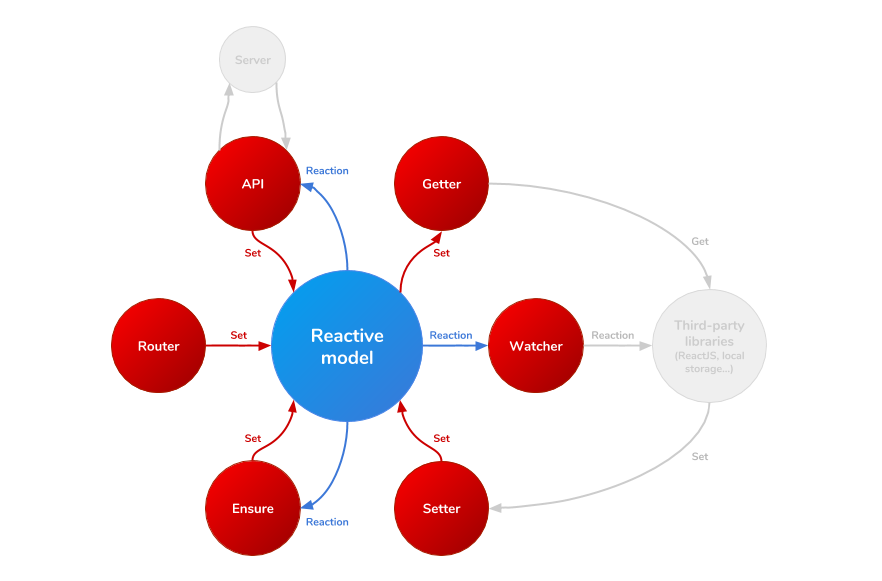 Server
Reaction
API
Getter
Get
Set
Set
Reactive
model
Router
Set
Reaction
Watcher
Reaction
Third-party
libraries
(ReactJS, local
storage...)
Set
Set
Set
Ensure
Reaction
Setter